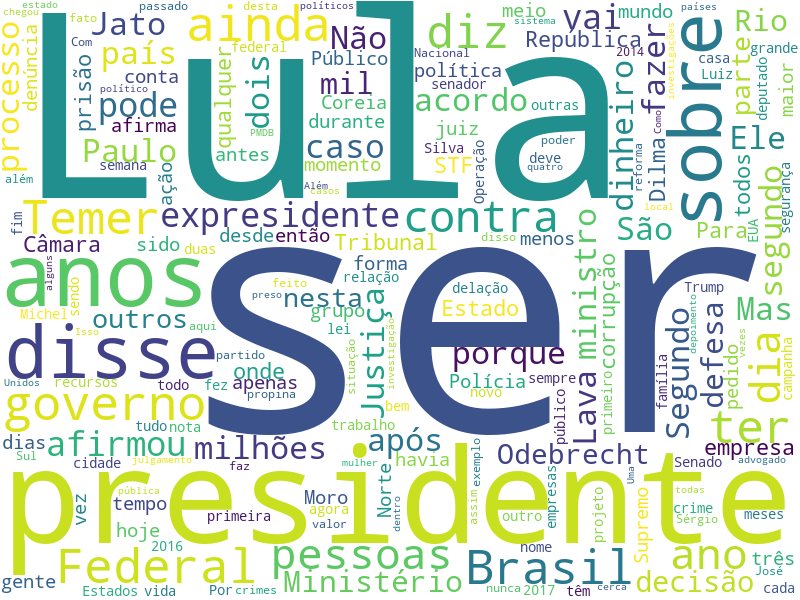 Lula
ser
presidente
sobre
disse
anos
governo
ainda
diz
vai
Rio
Jato
Não
país
processo
denúncia
chegou
estado
fato
Com
passado
políticos
desta
federal
meio
mundo
países
sistema
2014
investigações
República
Nacional
política
senador
casa
grande
Luiz
deputado
maior
parte
fazer
Como
Dilma
dinheiro
prisão
conta
Público
mil
Coreia
acordo
outras
durante
juiz
qualquer
dois
PMDB
pode
político
afirma
Paulo
antes
caso
momento
Silva
STF
Operação
poder
deve
quatro
reforma
Ele
todos
segurança
local
além
semana
ação
Além
casos
Temer
expresidente
contra
São
Para
EUA
segundo
fim
Câmara
sido
desde
então
Tribunal
disso
menos
duas
alguns
sendo
forma
relação
delação
ministro
corrupção
Trump
Mas
Michel
feito
preso
nesta
grupo
Estado
outros
aqui
lei
porque
Isso
partido
situação
investigação
Justiça
Polícia
sempre
Lava
Segundo
defesa
depoimento
vezes
pedido
dia
campanha
Unidos
recursos
todo
fez
onde
apenas
propina
bem
novo
público
primeiro
família
tudo
nota
trabalho
ter
afirmou
milhões
após
Odebrecht
empresa
dias
Sul
cidade
julgamento
faz
mulher
havia
exemplo
Senado
Uma
advogado
vez
tempo
Moro
agora
Norte
dentro
assim
empresas
projeto
Supremo
crime
todas
Sérgio
meses
hoje
pública
primeira
valor
outro
2016
Federal
pessoas
Brasil
ano
nome
decisão
três
José
gente
Estados
vida
Por
crimes
Ministério
nunca
2017
têm
cerca
cada